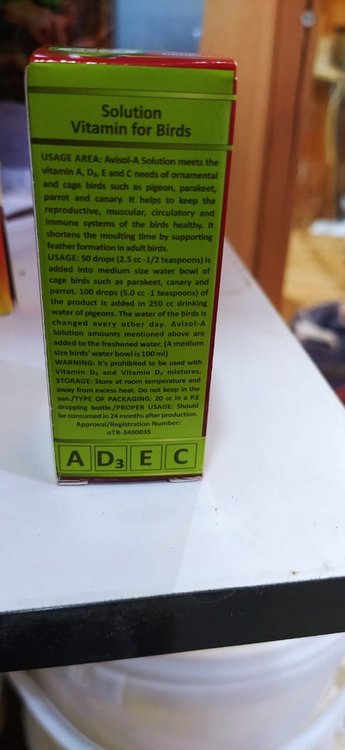 Solution
Vitamin for Birds
USAGE AREA: Avisol-A Solution meets the
vitamin A, D₃, E and C needs of ornamental
and cage birds such as pigeon, parakeet,
parrot and canary. It helps to keep the
reproductive, muscular, circulatory and
immune systems of the birds healthy. It
shortens the moulting time by supporting
feather formation in adult birds.
USAGE: 50 drops (2.5 cc -1/2 teaspoons) is
added into medium size water bowl of
cage birds such as parakeet, canary and
parrot. 100 drops (5.0 cc -1 teaspoons) of
the product is added in 250 cc drinking
water of pigeons. The water of the birds is
changed every other day. Avisol-A
Solution amounts mentioned above are
added to the freshened water. (A medium
size birds' water bowl is 100 ml)
WARNING: It's prohibited to be used with
Vitamin D₂ and Vitamin D₃ mixtures.
STORAGE: Store at room temperature and
away from excess heat. Do not keep in the
sun./TYPE OF PACKAGING: 20 cc in a P.E
dropping bottle./PROPER USAGE: Should
be consumed in 24 months after production.
Approval/Registration Number:
αTR-3400035
A D₃ E C